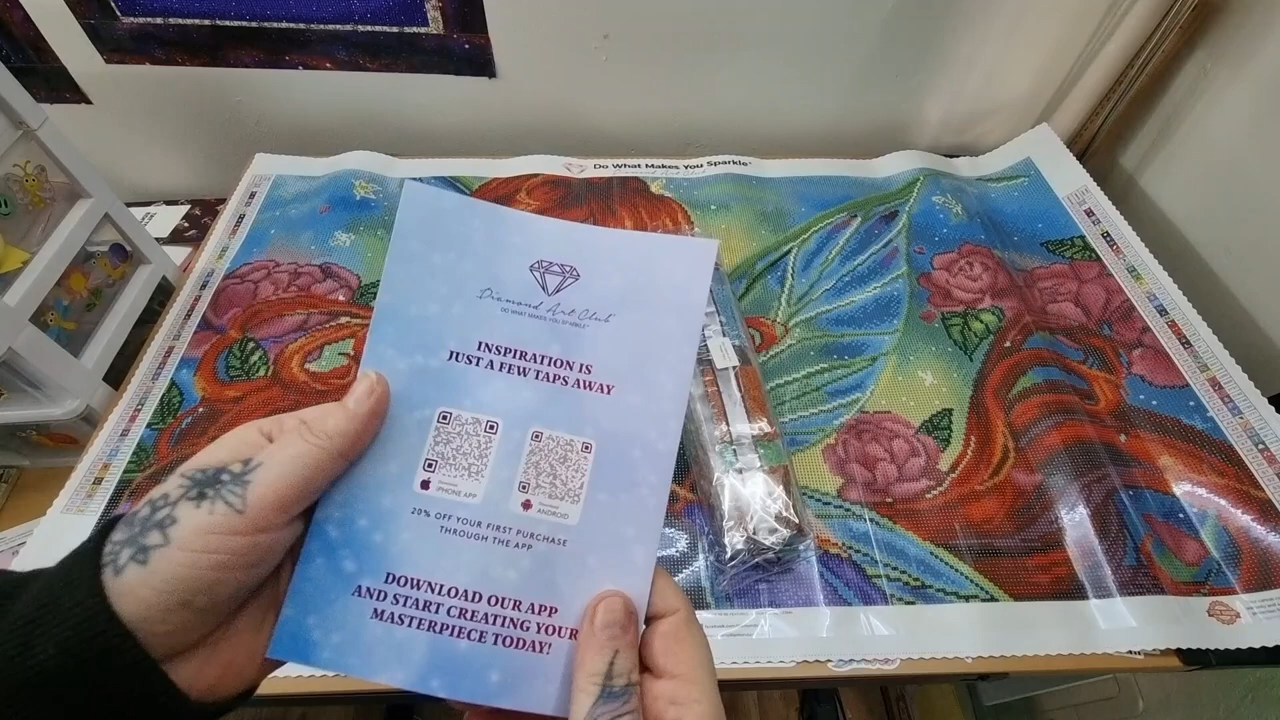 Do What Makes You Sparkle
Diamond Art Club
Diamond Art Club
DO WHAT MAKES YOU SPARKLE
INSPIRATION IS
JUST A FEW TAPS AWAY
Download
IPHONE APP
Download
ANDROID
20% OFF YOUR FIRST PURCHASE
THROUGH THE APP
DOWNLOAD OUR APP
AND START CREATING YOUR
MASTERPIECE TODAY!